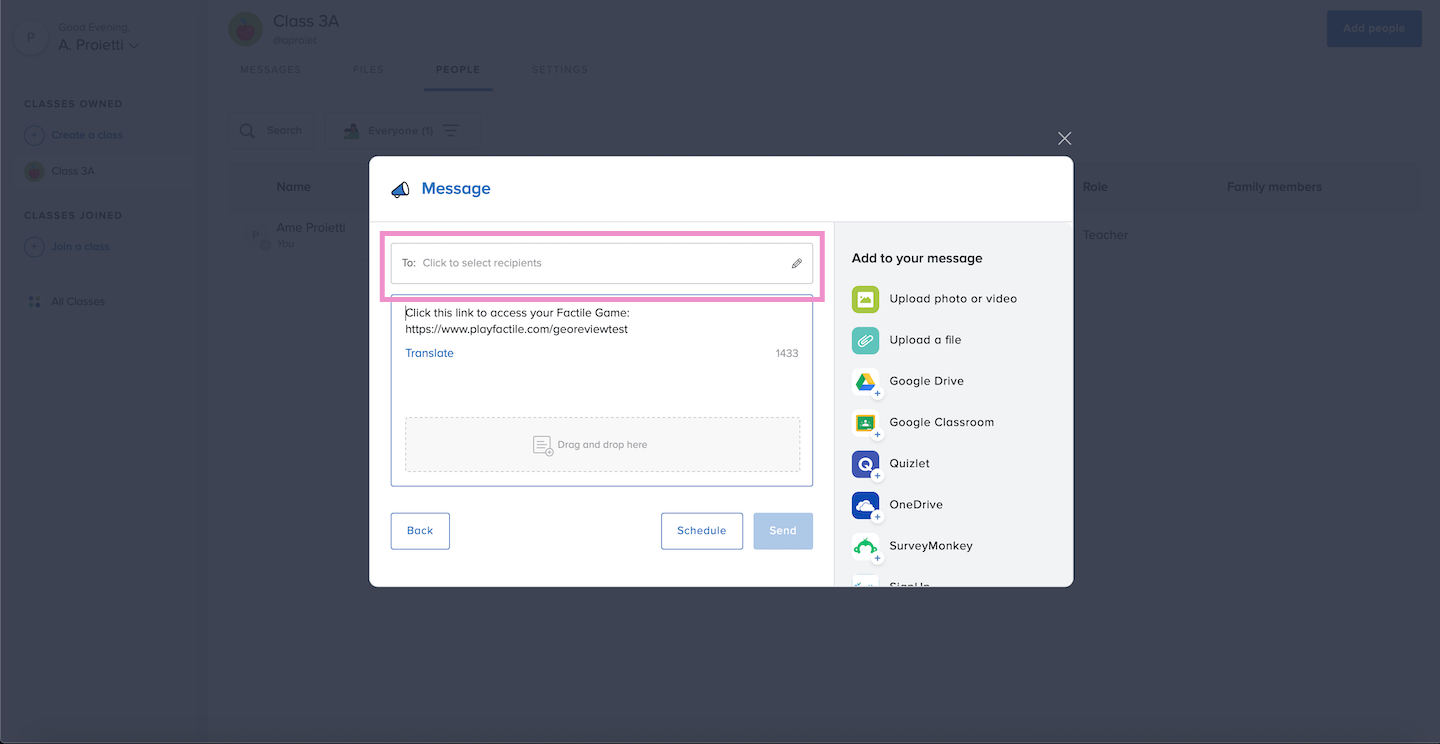 P
Good Evening,
A. Proietti
CLASSES OWNED
Create a class
Class 3A
CLASSES JOINED
Join a class
All Classes
Class 3A
@aproiet
Add people
MESSAGES
FILES
PEOPLE
SETTINGS
Search
Everyone (1)
Name
Role
Family members
P
Ame Proietti
You
Teacher
Message
To: Click to select recipients
Click this link to access your Factile Game:
https://www.playfactile.com/georeviewtest
Translate
1433
Drag and drop here
Back
Schedule
Send
Add to your message
Upload photo or video
Upload a file
Google Drive
Google Classroom
Quizlet
OneDrive
SurveyMonkey
SignUp